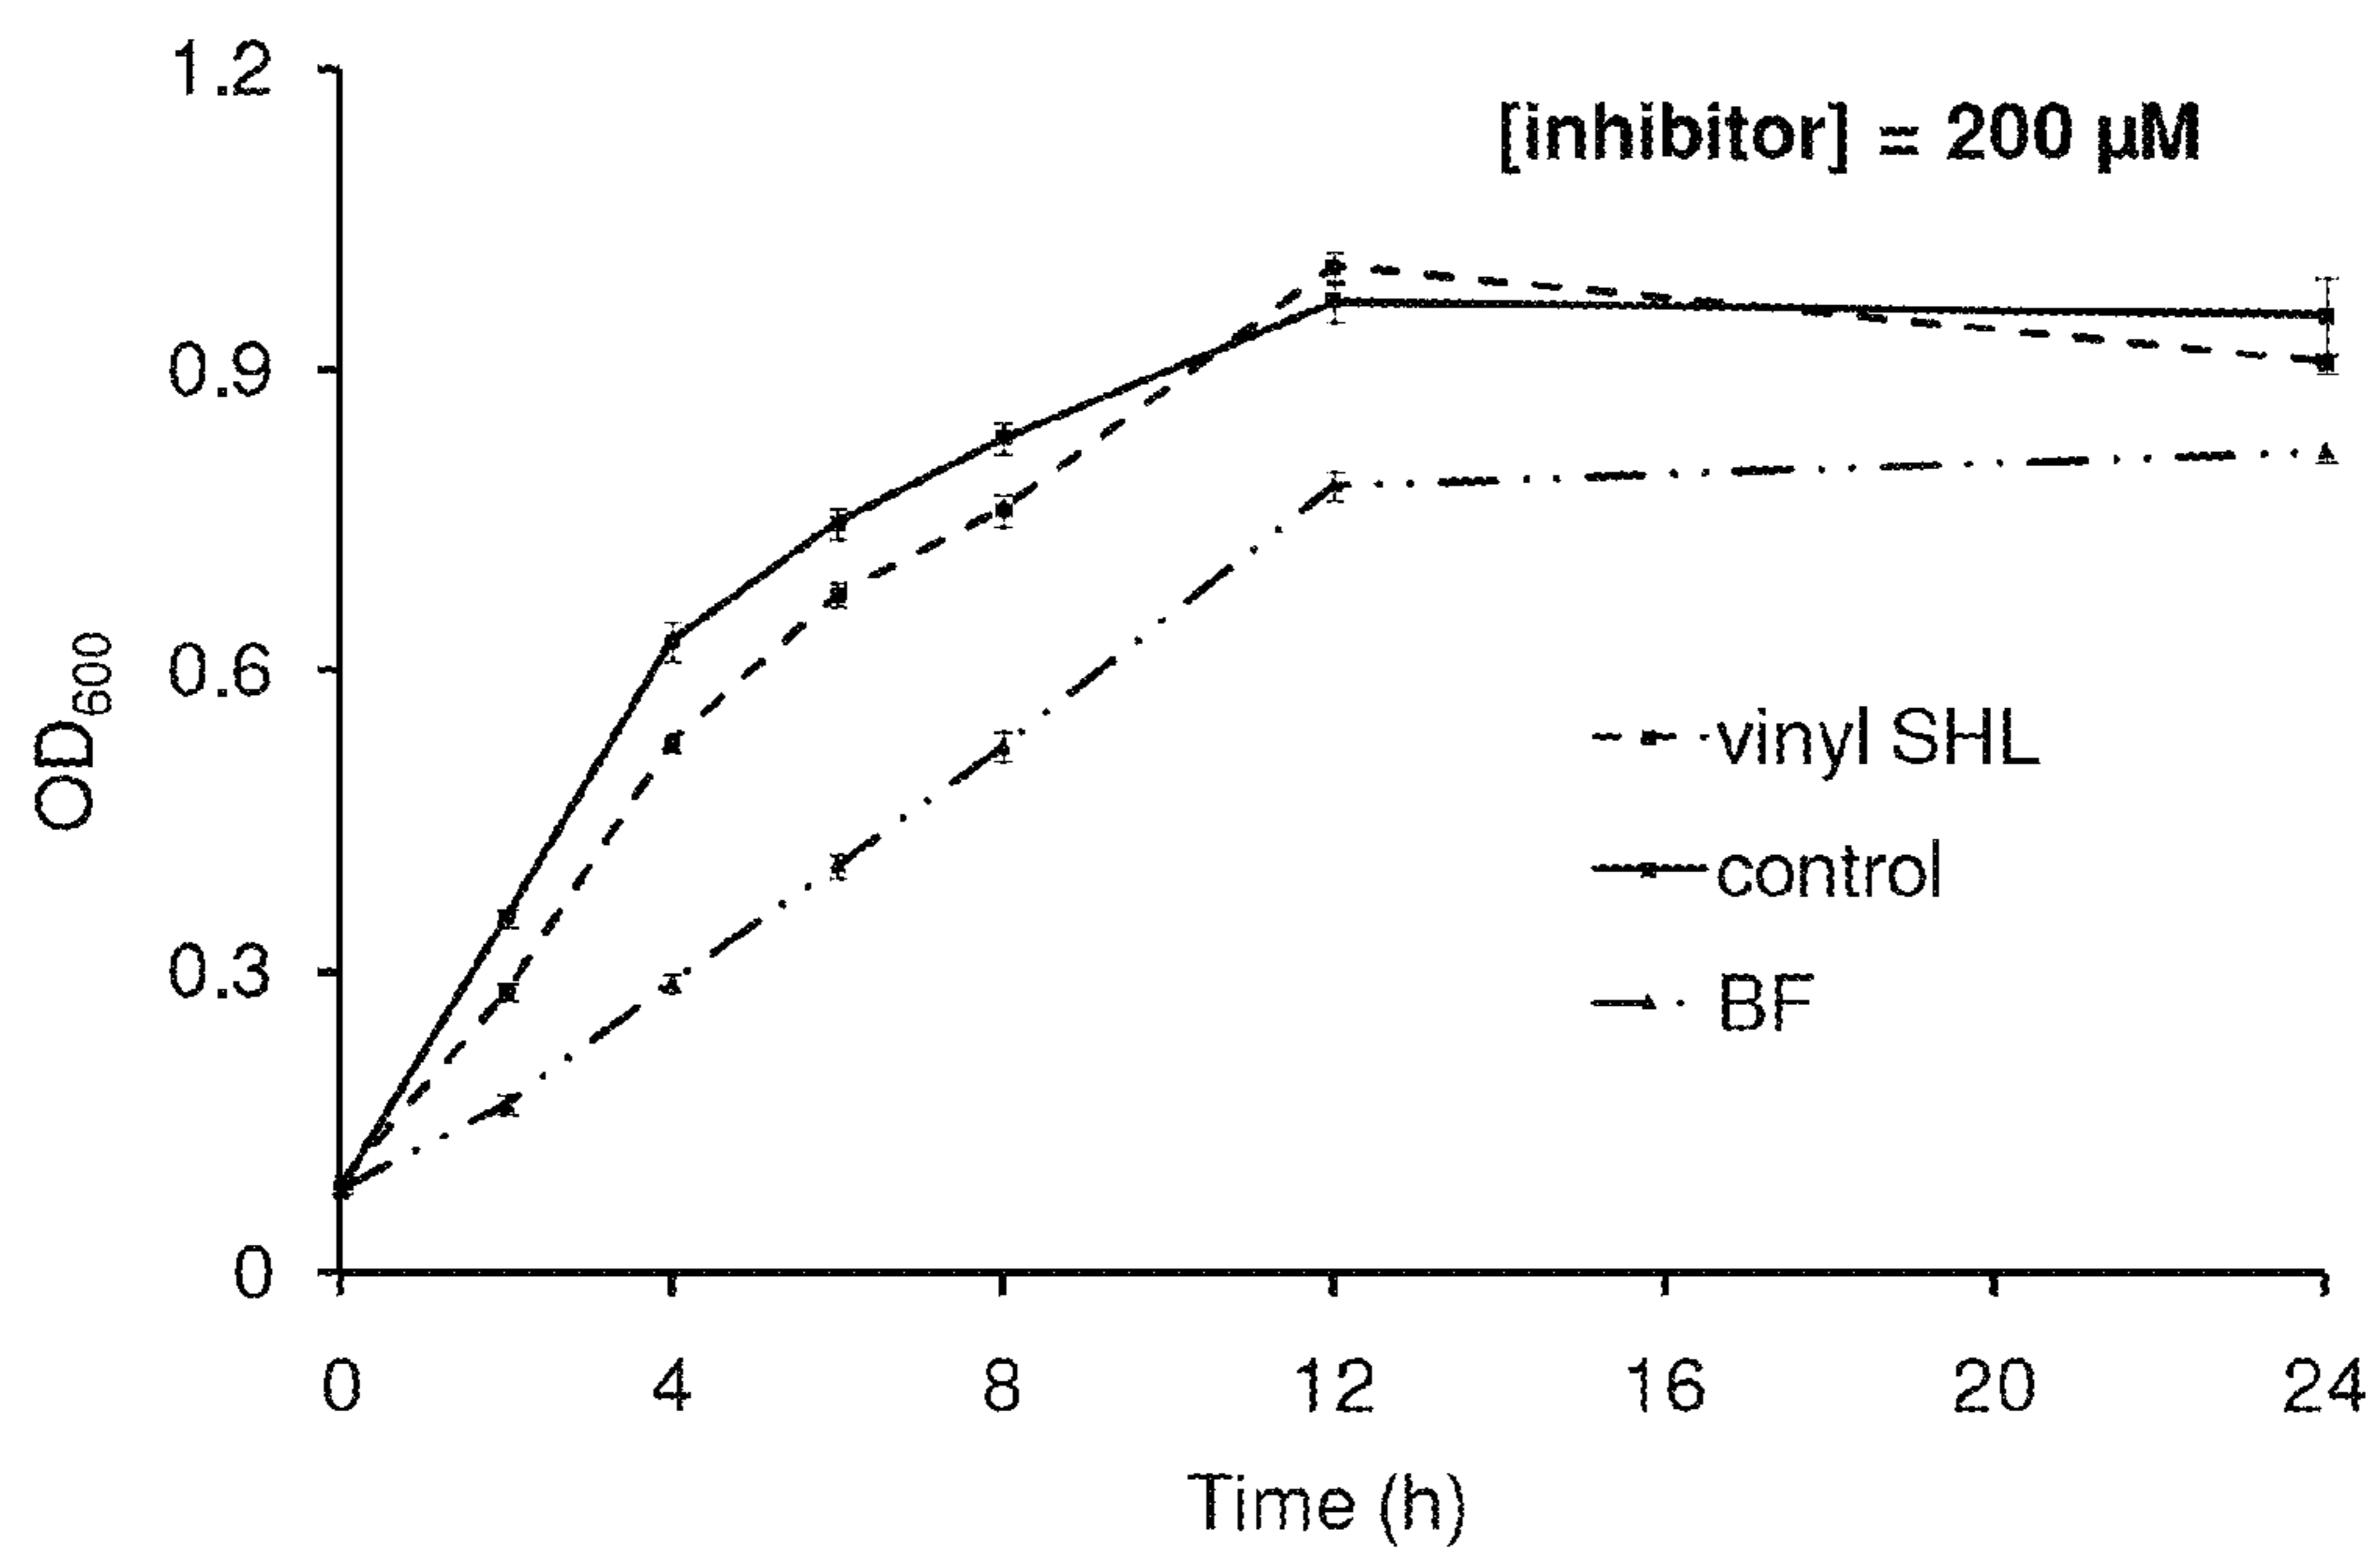 1.2
[inhibitor] = 200 µM
0.9
0.6
OD600
vinyl SHL
control
0.3
BF
0
0 4 8 12 16 20 24
Time (h)